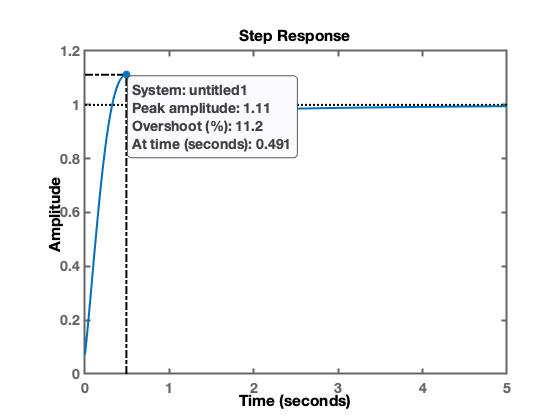 Step Response
1.2
1
0.8
0.6
0.4
0.2
0
Amplitude
System: untitled1
Peak amplitude: 1.11
Overshoot (%): 11.2
At time (seconds): 0.491
0 1 2 3 4 5
Time (seconds)